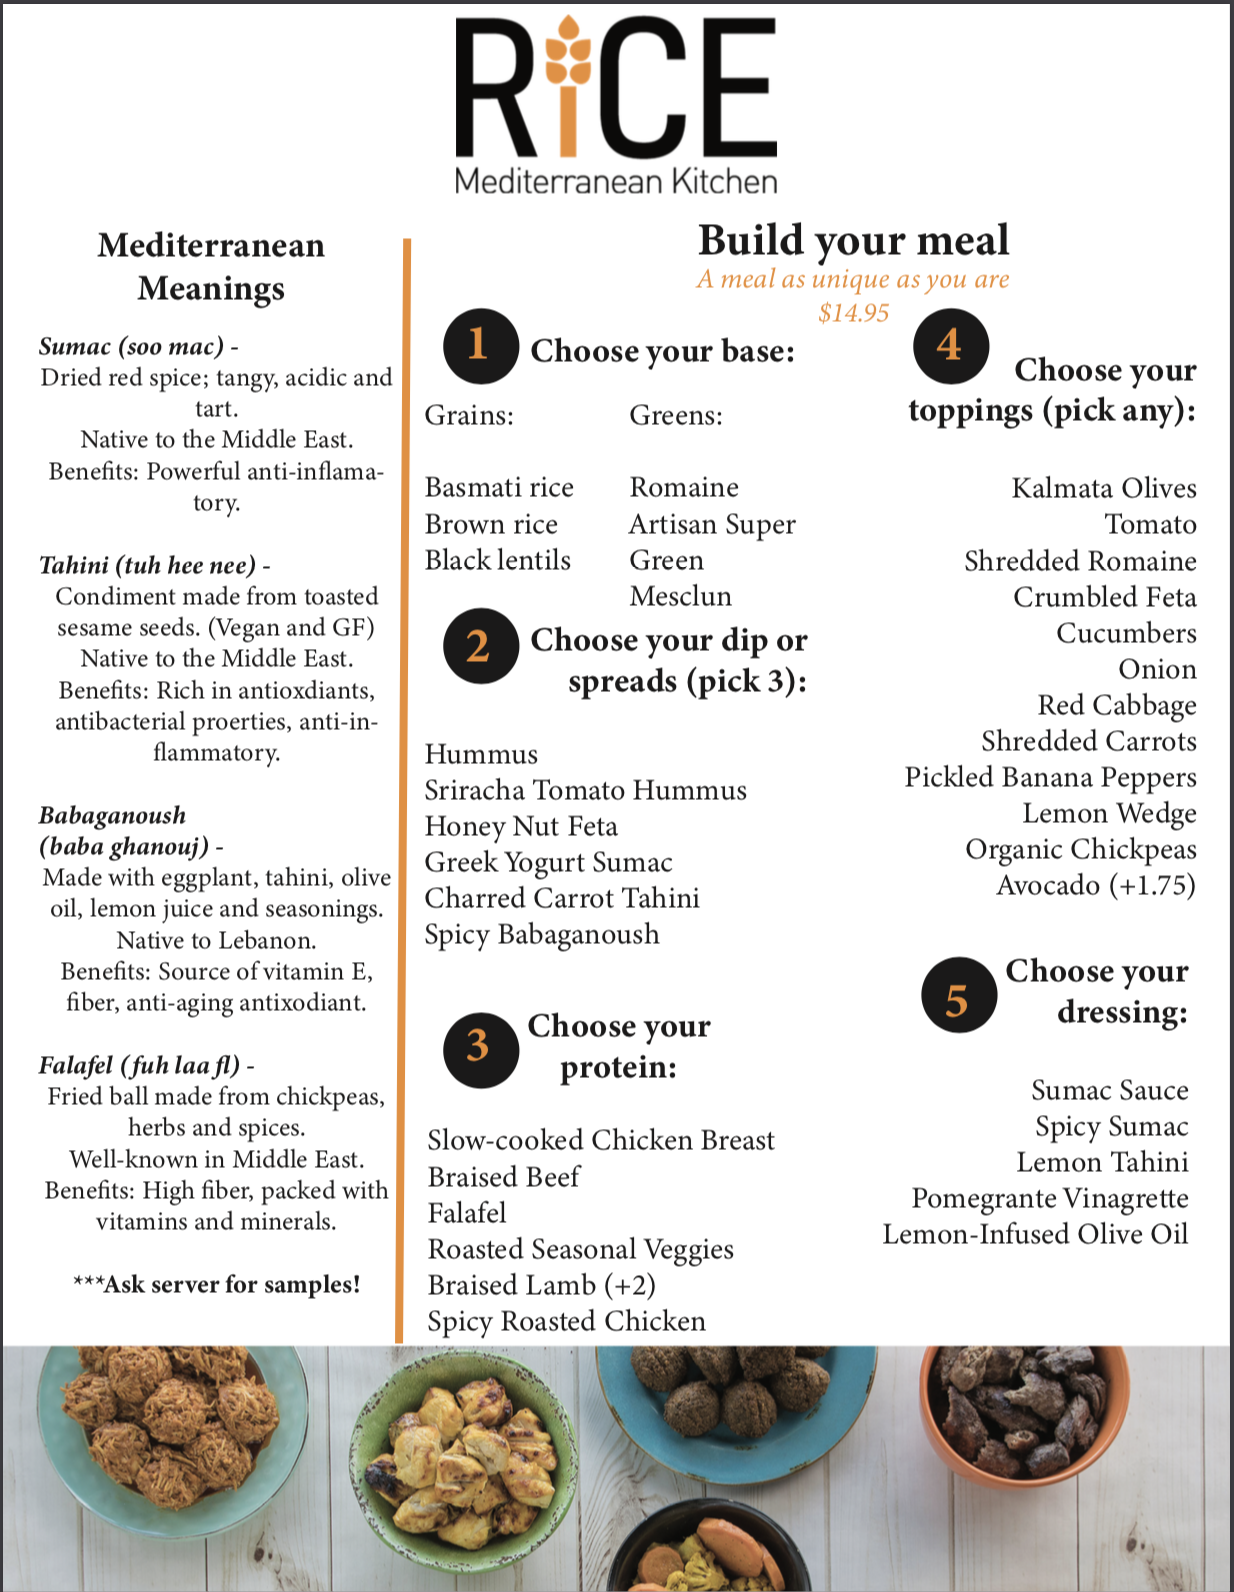 RiCE
Mediterranean Kitchen
Mediterranean
Meanings
Sumac (soo mac) -
Dried red spice; tangy, acidic and
tart.
Native to the Middle East.
Benefits: Powerful anti-inflama-
tory.
Tahini (tuh hee nee) -
Condiment made from toasted
sesame seeds. (Vegan and GF)
Native to the Middle East.
Benefits: Rich in antioxdiants,
antibacterial proerties, anti-in-
flammatory.
Babaganoush
(baba ghanouj) -
Made with eggplant, tahini, olive
oil, lemon juice and seasonings.
Native to Lebanon.
Benefits: Source of vitamin E,
fiber, anti-aging antixodiant.
Falafel (fuh laa fl) -
Fried ball made from chickpeas,
herbs and spices.
Well-known in Middle East.
Benefits: High fiber, packed with
vitamins and minerals.
***Ask server for samples!
Build your meal
A meal as unique as you are
$14.95
1 Choose your base:
Grains:
Basmati rice
Brown rice
Black lentils
Greens:
Romaine
Artisan Super
Green
Mesclun
2 Choose your dip or
spreads (pick 3):
Hummus
Sriracha Tomato Hummus
Honey Nut Feta
Greek Yogurt Sumac
Charred Carrot Tahini
Spicy Babaganoush
3 Choose your
protein:
Slow-cooked Chicken Breast
Braised Beef
Falafel
Roasted Seasonal Veggies
Braised Lamb (+2)
Spicy Roasted Chicken
4 Choose your
toppings (pick any):
Kalmata Olives
Tomato
Shredded Romaine
Crumbled Feta
Cucumbers
Onion
Red Cabbage
Shredded Carrots
Pickled Banana Peppers
Lemon Wedge
Organic Chickpeas
Avocado (+1.75)
5 Choose your
dressing:
Sumac Sauce
Spicy Sumac
Lemon Tahini
Pomegrante Vinagrette
Lemon-Infused Olive Oil